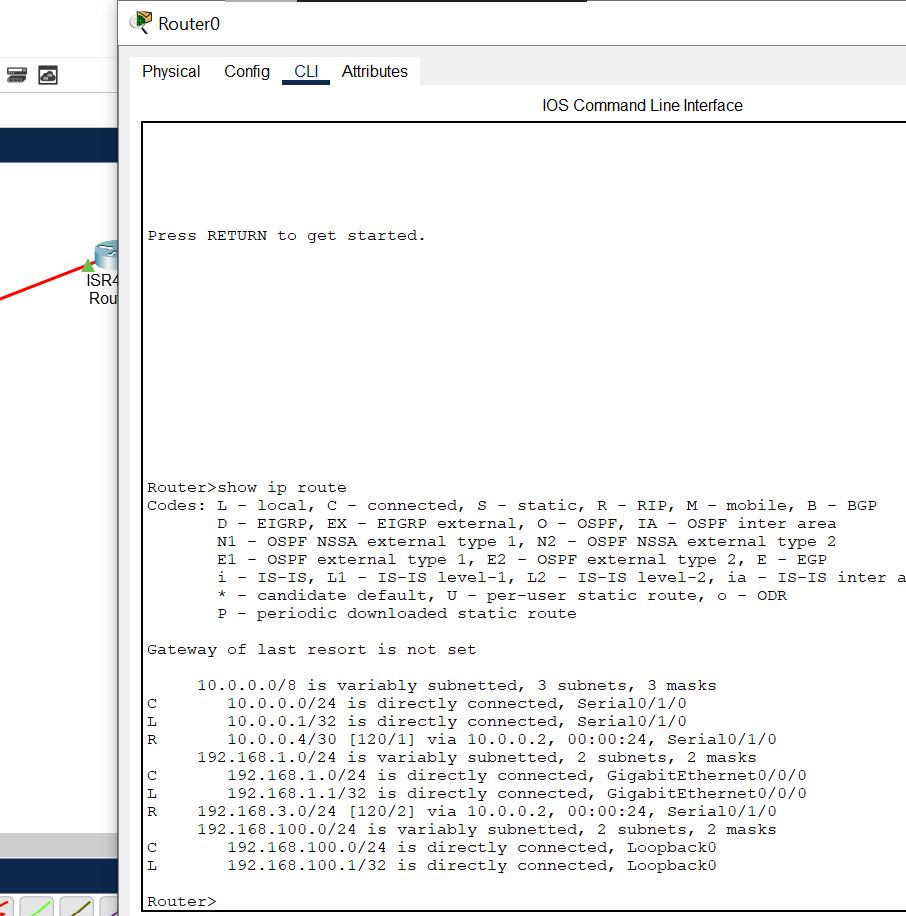 Router0
Physical Config CLI Attributes
IOS Command Line Interface
Press RETURN to get started.
ISR4
Rou
Router>show ip route
Codes: L - local, C - connected, S - static, R - RIP, M - mobile, B - BGP
D - EIGRP, EX - EIGRP external, O - OSPF, IA - OSPF inter area
N1 - OSPF NSSA external type 1, N2 - OSPF NSSA external type 2
E1 - OSPF external type 1, E2 - OSPF external type 2, E - EGP
i - IS-IS, L1 - IS-IS level-1, L2 - IS-IS level-2, ia - IS-IS inter a
* - candidate default, U - per-user static route, o - ODR
P - periodic downloaded static route
Gateway of last resort is not set
10.0.0.0/8 is variably subnetted, 3 subnets, 3 masks
C 10.0.0.0/24 is directly connected, Serial0/1/0
L 10.0.0.1/32 is directly connected, Serial0/1/0
R 10.0.0.4/30 [120/1] via 10.0.0.2, 00:00:24, Serial0/1/0
192.168.1.0/24 is variably subnetted, 2 subnets, 2 masks
C 192.168.1.0/24 is directly connected, GigabitEthernet0/0/0
L 192.168.1.1/32 is directly connected, GigabitEthernet0/0/0
R 192.168.3.0/24 [120/2] via 10.0.0.2, 00:00:24, Serial0/1/0
192.168.100.0/24 is variably subnetted, 2 subnets, 2 masks
C 192.168.100.0/24 is directly connected, Loopback0
L 192.168.100.1/32 is directly connected, Loopback0
Router>